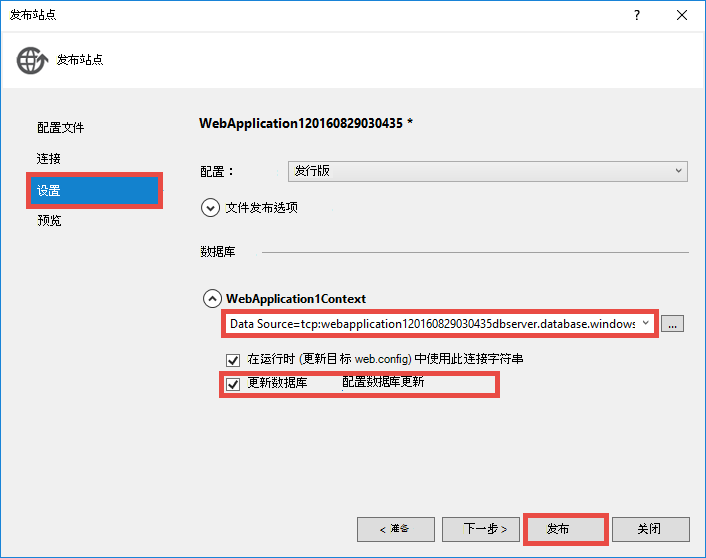 发布站点
?
发布站点
配置文件
连接
设置
预览
WebApplication120160829030435 *
配置：
发行版
文件发布选项
数据库
WebApplication1Context
Data Source=tcp:webapplication120160829030435dbserver.database.windows
...
在运行时 (更新目标 web.config) 中使用此连接字符串
更新数据库 配置数据库更新
< 准备
下一步 >
发布
关闭